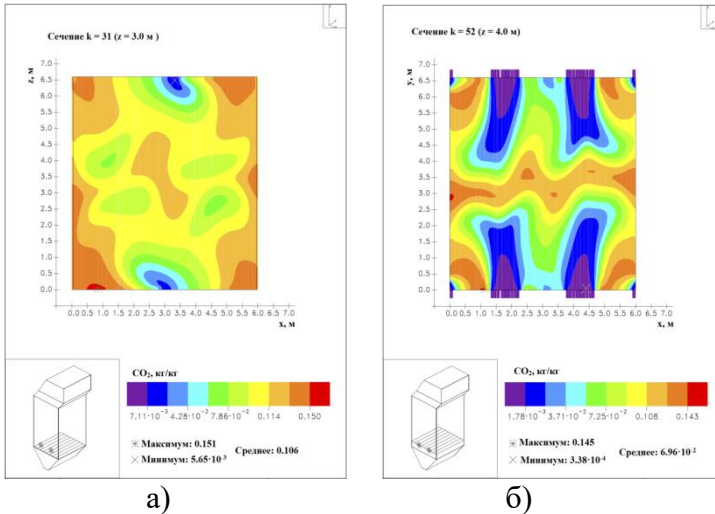 Сечение k = 31 (z = 3.0 м )
z, м
7.0
6.5
6.0
5.5
5.0
4.5
4.0
3.5
3.0
2.5
2.0
1.5
1.0
0.5
0.0
0.0 0.5 1.0 1.5 2.0 2.5 3.0 3.5 4.0 4.5 5.0 5.5 6.0 6.5 7.0
x, м
CO₂, кг/кг
7.11·10⁻³ 4.28·10⁻² 7.86·10⁻² 0.114 0.150
Максимум: 0.151
Минимум: 5.65·10⁻³
Среднее: 0.106
а)
Сечение k = 52 (z = 4.0 м)
y, м
7.0
6.5
6.0
5.5
5.0
4.5
4.0
3.5
3.0
2.5
2.0
1.5
1.0
0.5
0.0
0.0 0.5 1.0 1.5 2.0 2.5 3.0 3.5 4.0 4.5 5.0 5.5 6.0 6.5 7.0
x, м
CO₂, кг/кг
1.78·10⁻³ 3.71·10⁻² 7.25·10⁻² 0.108 0.143
Максимум: 0.145
Минимум: 3.38·10⁻⁴
Среднее: 6.96·10⁻²
б)